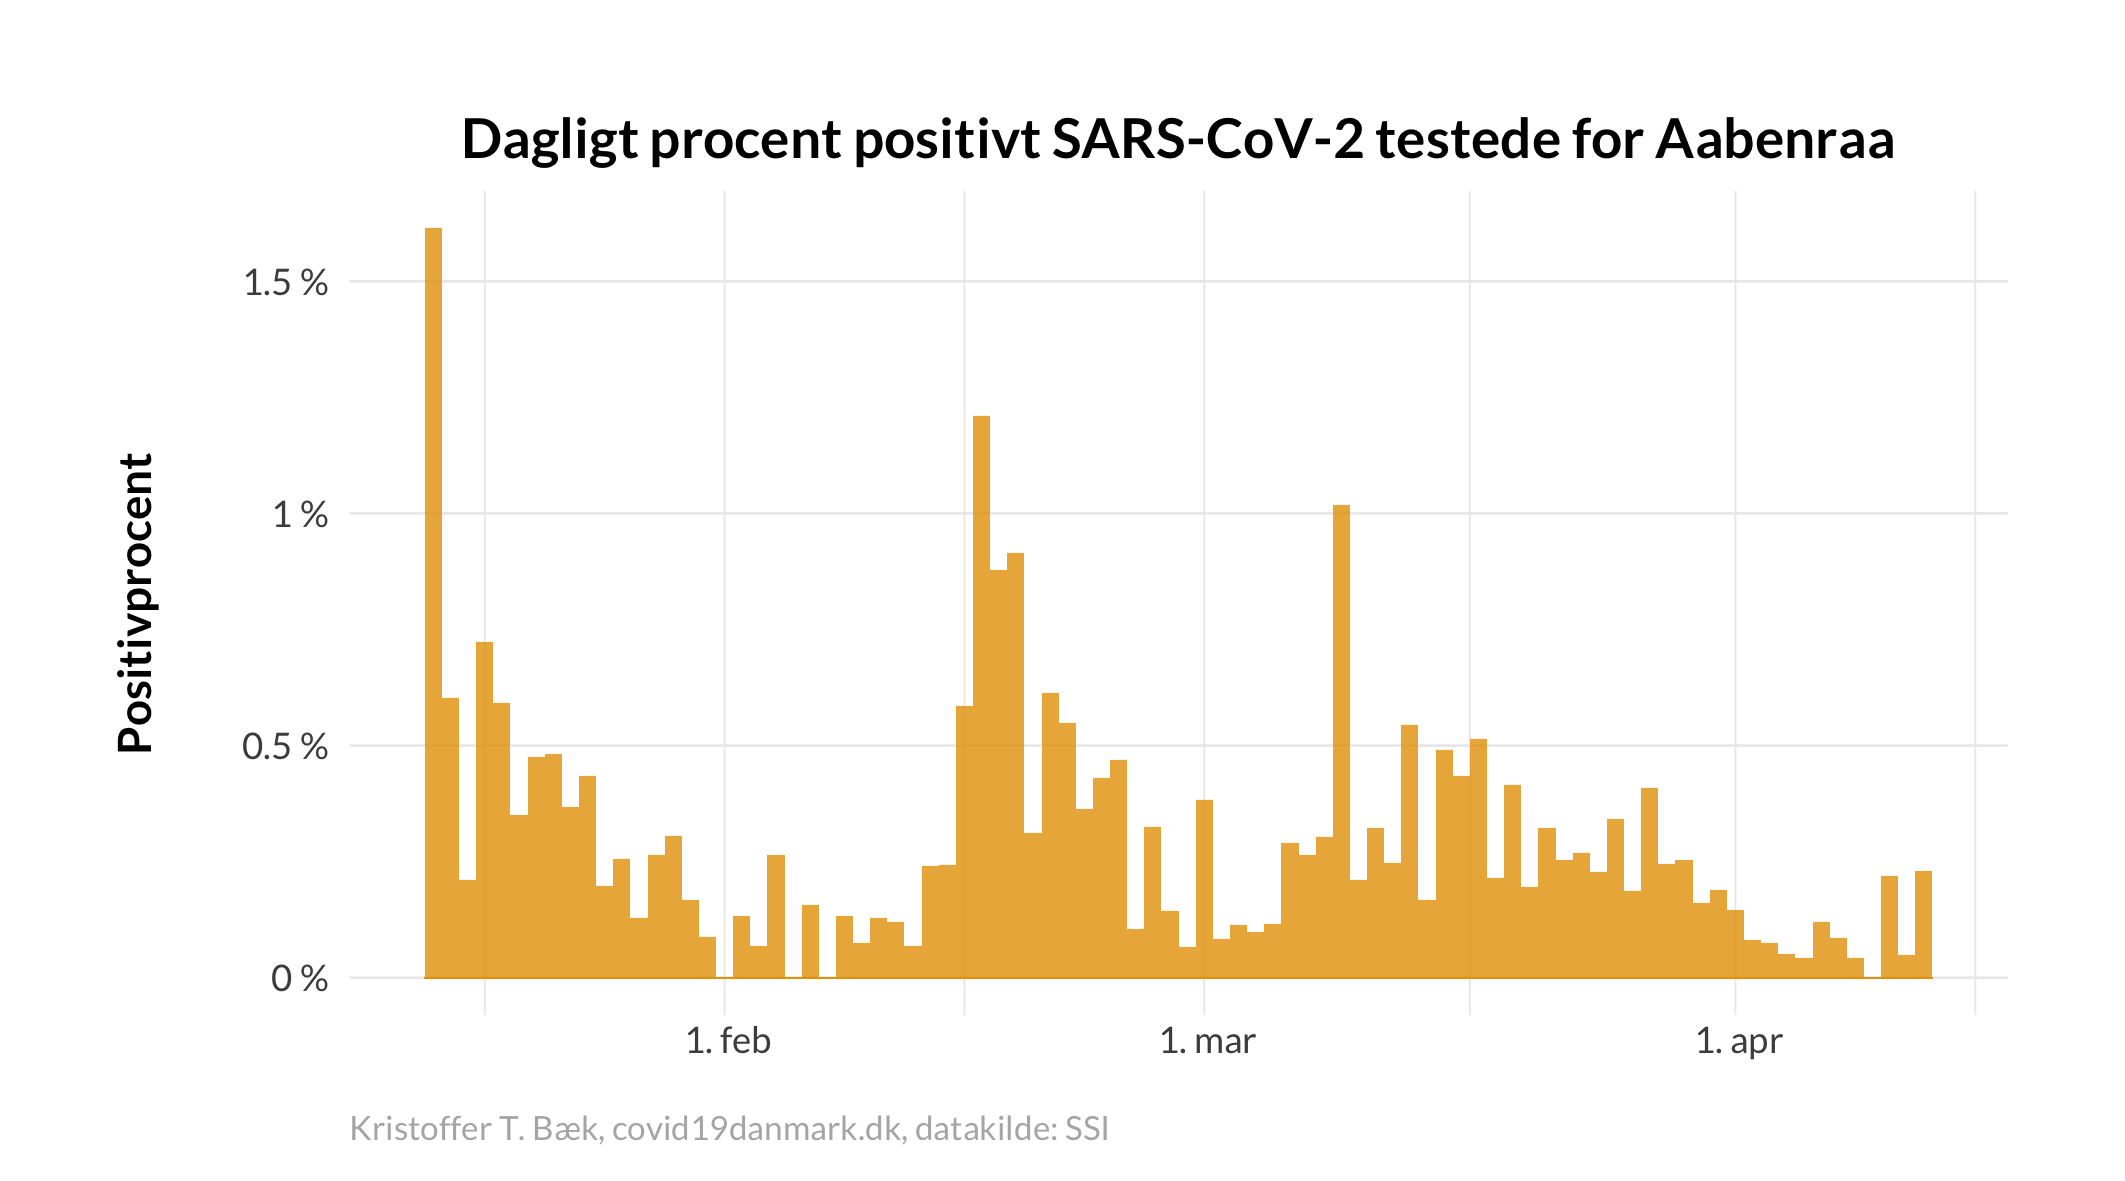 Dagligt procent positivt SARS-CoV-2 testede for Aabenraa
Positivprocent
1.5 %
1 %
0.5 %
0 %
1. feb
1. mar
1. apr
Kristoffer T. Bæk, covid19danmark.dk, datakilde: SSI